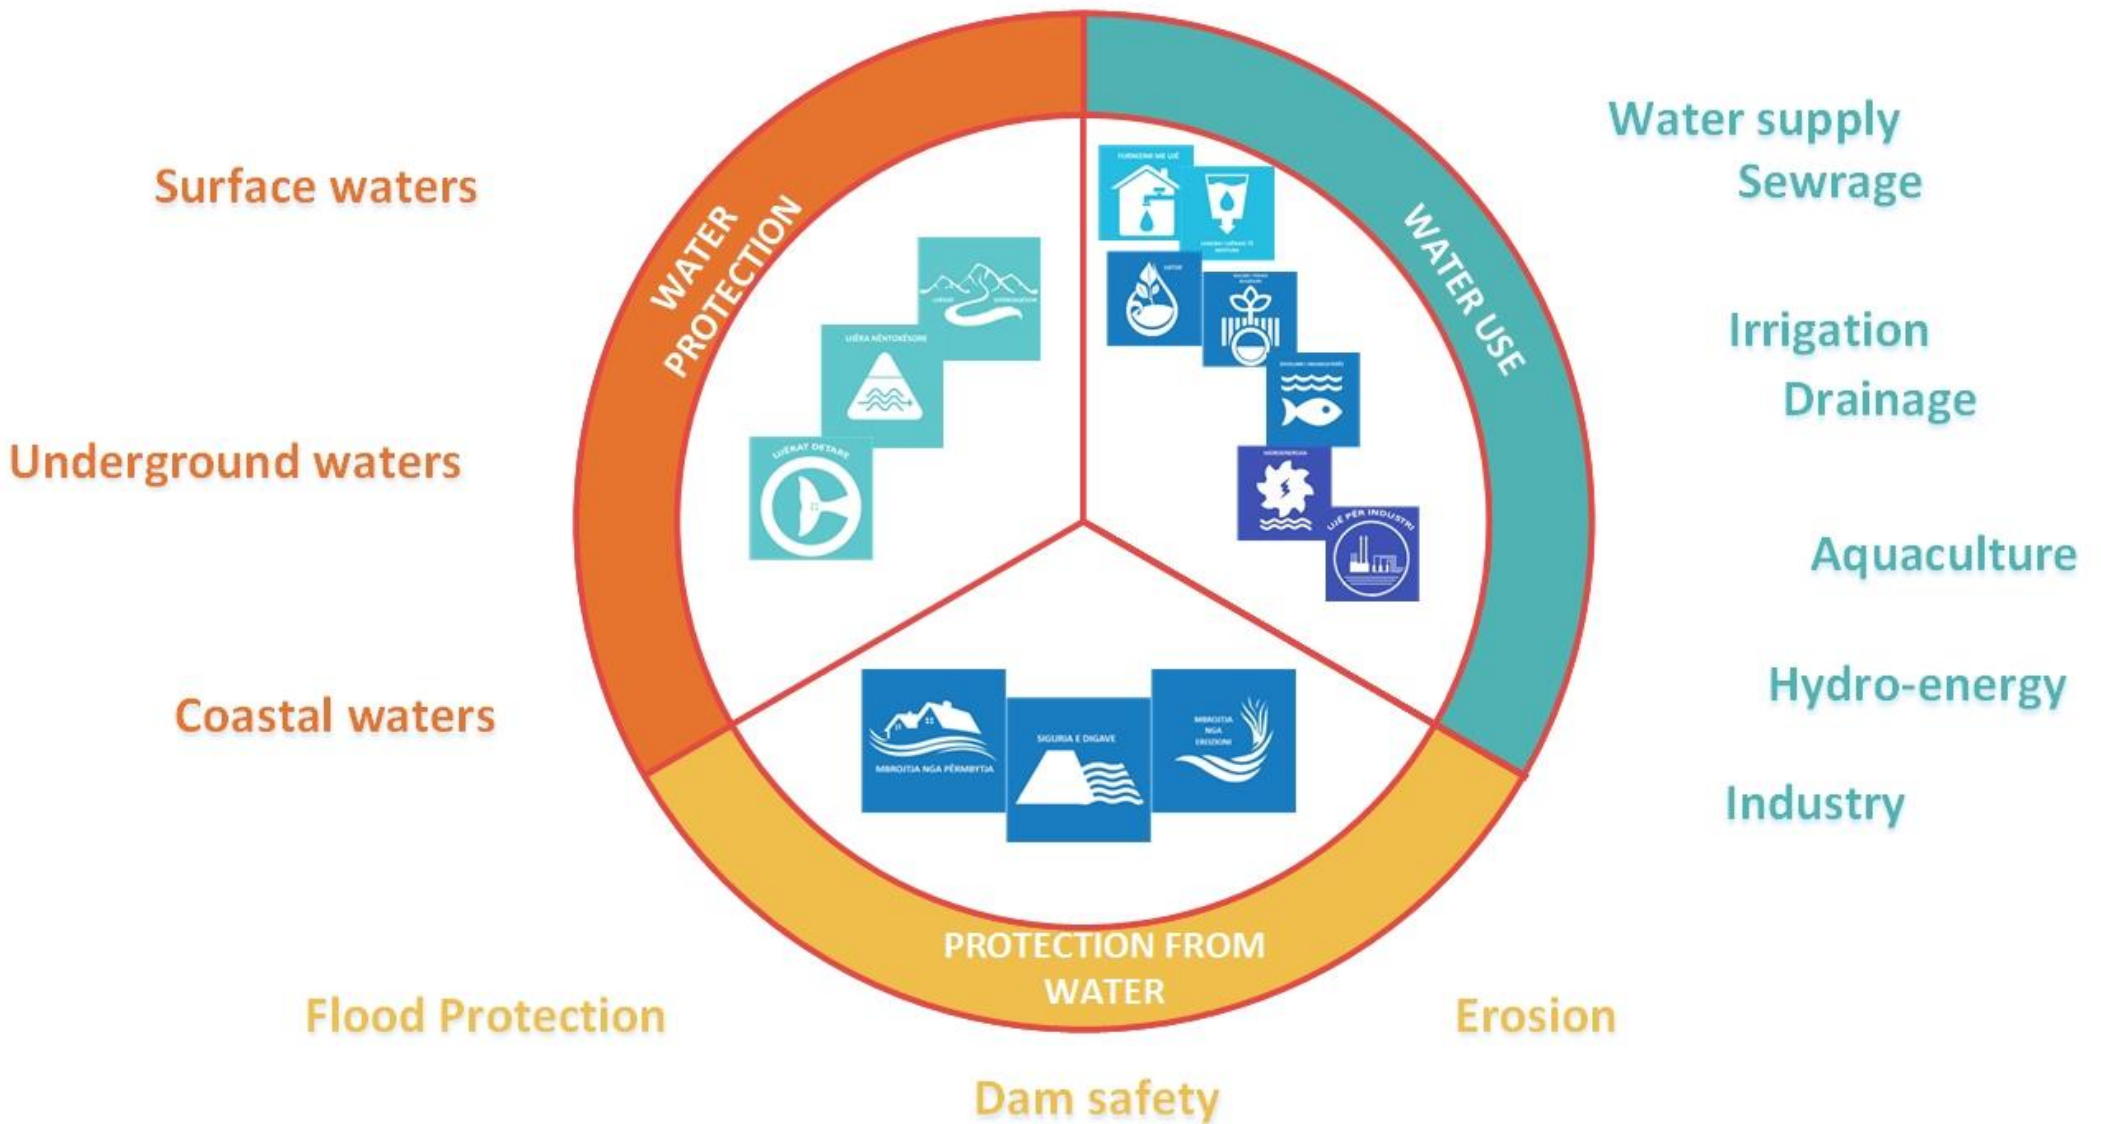 Surface waters
Underground waters
Coastal waters
WATER
PROTECTION
WATER USE
Water supply
Sewrage
Irrigation
Drainage
Aquaculture
Hydro-energy
Industry
UJËRA NËNTOKËSORE
UJËRAT DETARE
FURNIZIMI ME UJË
HIDROENERGJIA
UJË PËR INDUSTRI
MBROJTJA NGA PËRMBYTJA
SIGURIA E DIGAVE
MBROJTJA
NGA
EROZIONI
PROTECTION FROM
WATER
Flood Protection
Dam safety
Erosion